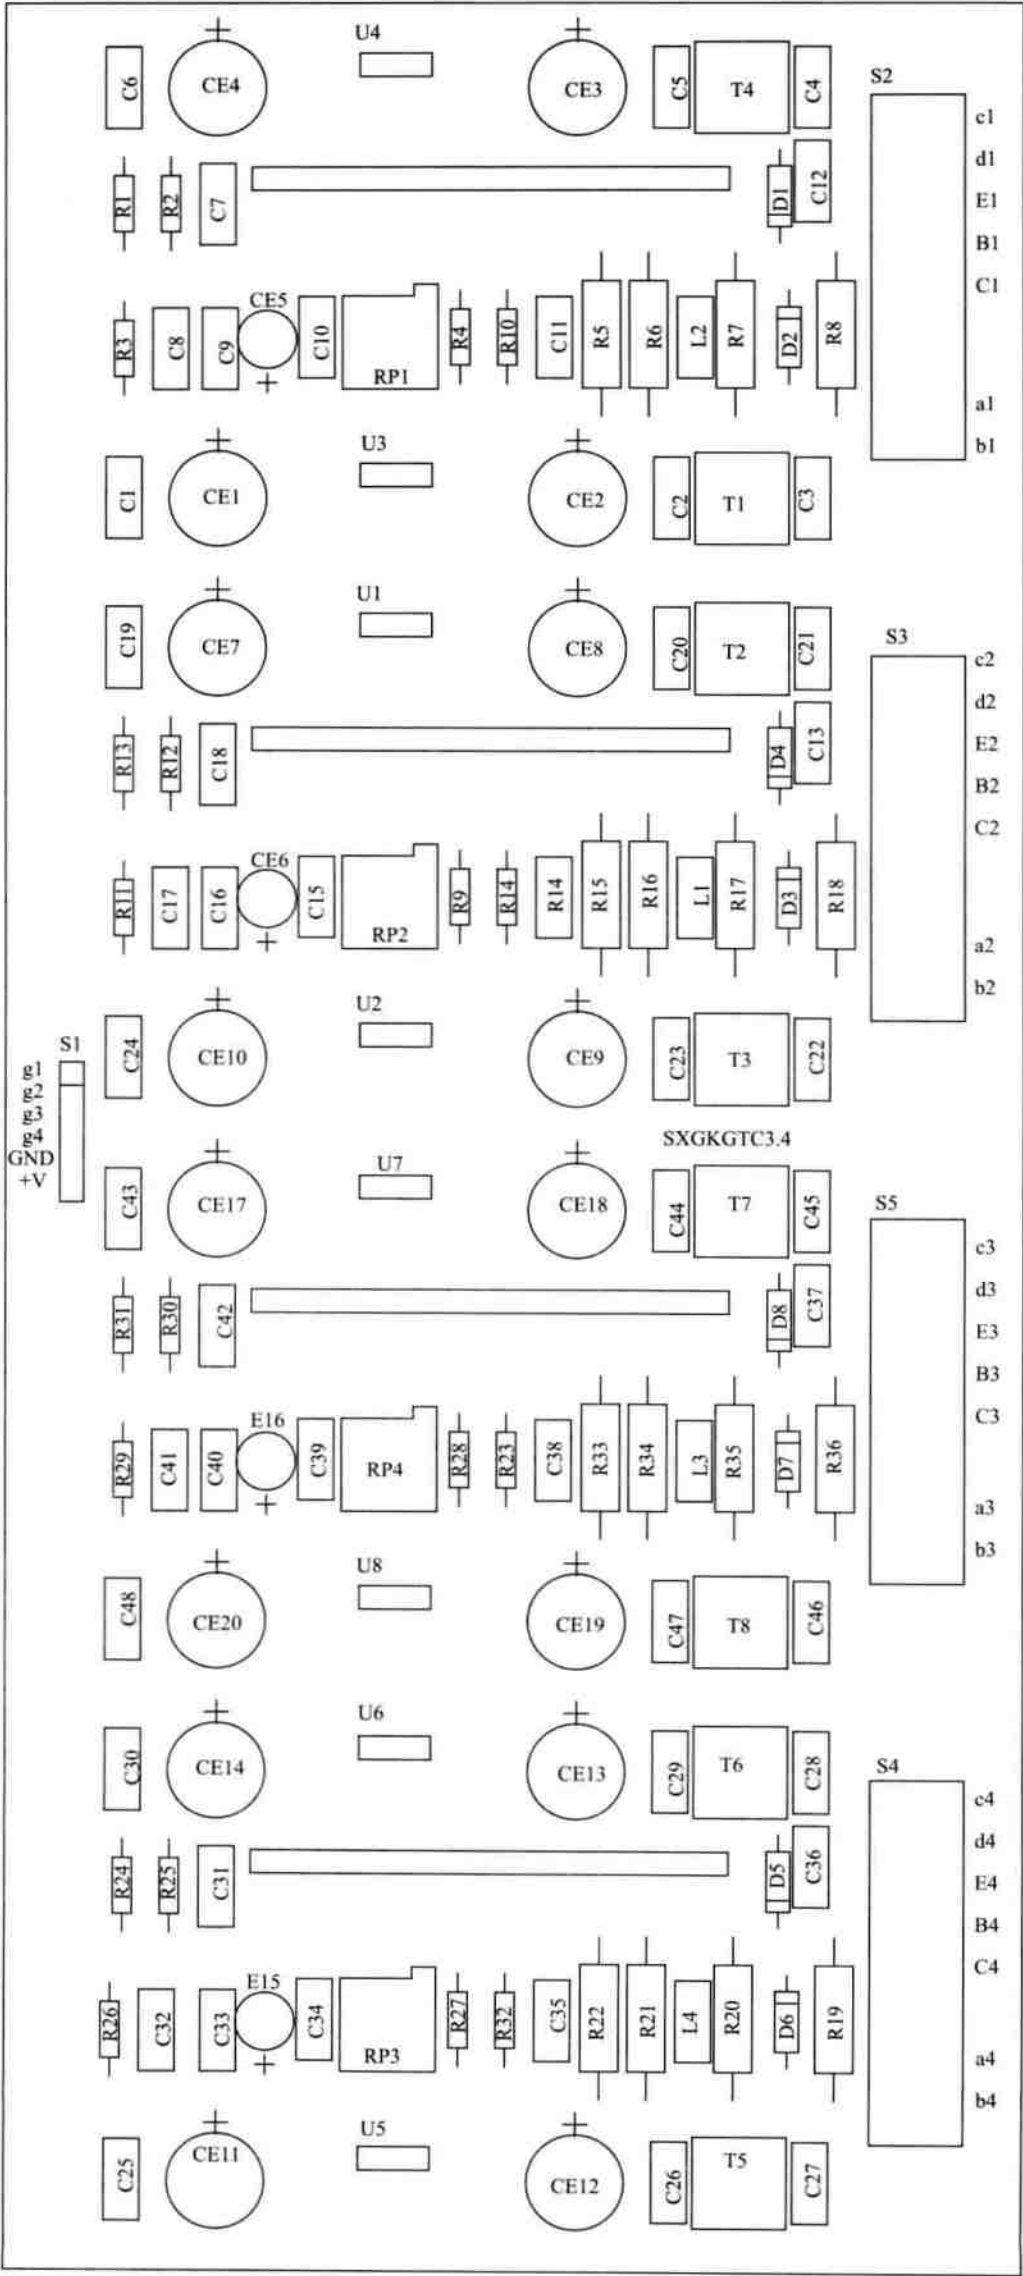 U4
C6 CE4 CE3 C5 T4 C4
S2
c1
d1
R1 R2 C7 D1 C12
E1
B1
C1
CE5
R3 C8 C9 C10 RP1 R4 R10 C11 R5 R6 L2 R7 D2 R8
a1
b1
U3
C1 CE1 CE2 C2 T1 C3
U1
C19 CE7 CE8 C20 T2 C21
S3
c2
d2
R13 R12 C18 D4 C13
E2
B2
C2
CE6
R11 C17 C16 C15 RP2 R9 R14 R14 R15 R16 L1 R17 D3 R18
a2
b2
U2
C24 CE10 CE9 C23 T3 C22
S1
g1
g2
g3
g4
GND
+V
SXGKGTC3.4
U7
C43 CE17 CE18 C44 T7 C45
S5
c3
d3
R31 R30 C42 D8 C37
E3
B3
C3
E16
R29 C41 C40 C39 RP4 R28 R23 C38 R33 R34 L3 R35 D7 R36
a3
b3
U8
C48 CE20 CE19 C47 T8 C46
U6
C30 CE14 CE13 C29 T6 C28
S4
c4
d4
R24 R25 C31 D5 C36
E4
B4
C4
E15
R26 C32 C33 C34 RP3 R27 R32 C35 R22 R21 L4 R20 D6 R19
a4
b4
U5
C25 CE11 CE12 C26 T5 C27